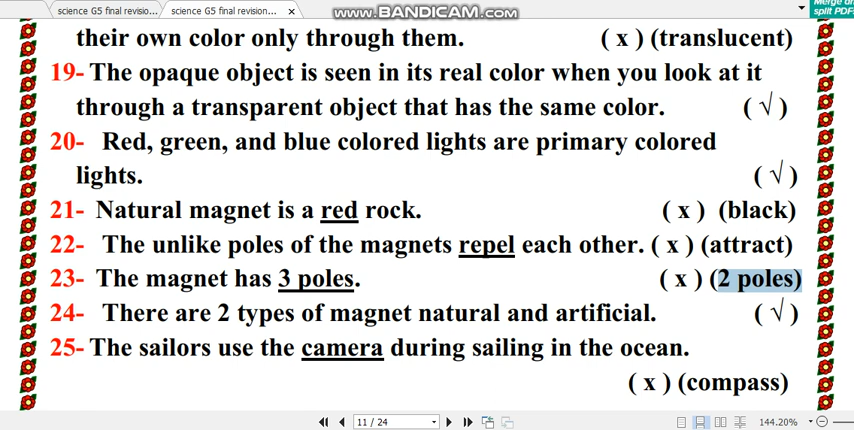 science G5 final revisio...
science G5 final revision... ×
www.BANDICAM.com
split PDF
their own color only through them. ( x ) (translucent)
19- The opaque object is seen in its real color when you look at it
through a transparent object that has the same color. ( √ )
20- Red, green, and blue colored lights are primary colored
lights. ( √ )
21- Natural magnet is a red rock. ( x ) (black)
22- The unlike poles of the magnets repel each other. ( x ) (attract)
23- The magnet has 3 poles. ( x ) (2 poles)
24- There are 2 types of magnet natural and artificial. ( √ )
25- The sailors use the camera during sailing in the ocean.
( x ) (compass)
11 / 24
144.20%